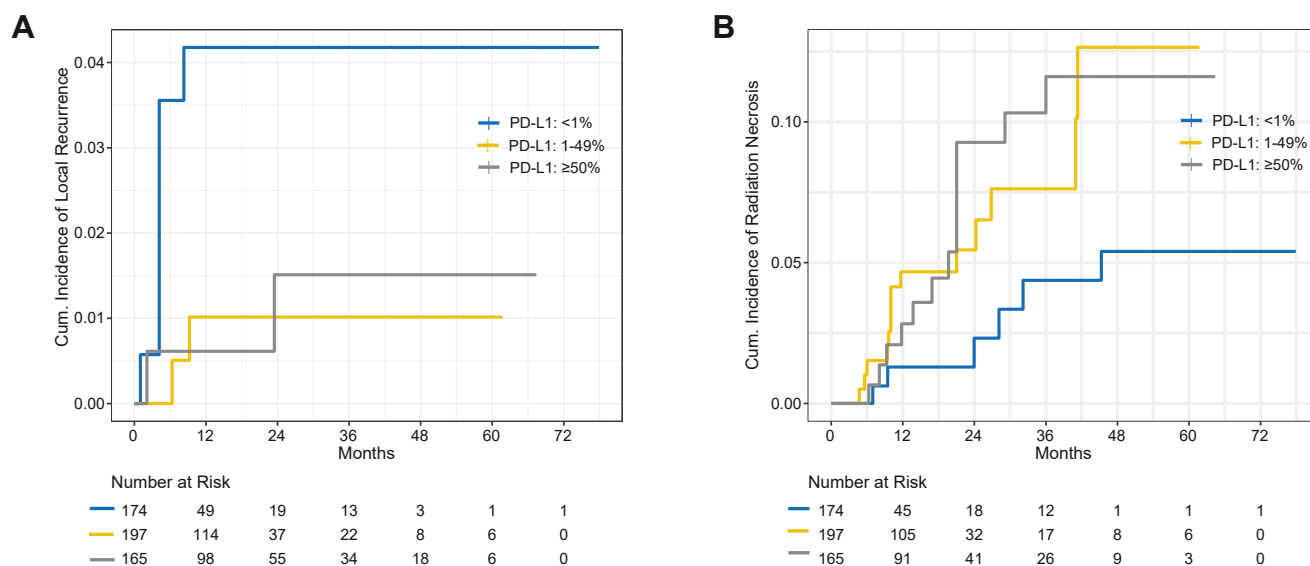 A
Cum. Incidence of Local Recurrence
0.04
0.03
0.02
0.01
0.00
PD-L1: <1%
PD-L1: 1-49%
PD-L1: ≥50%
0 12 24 36 48 60 72
Months
Number at Risk
174 49 19 13 3 1 1
197 114 37 22 8 6 0
165 98 55 34 18 6 0
B
Cum. Incidence of Radiation Necrosis
0.10
0.05
0.00
PD-L1: <1%
PD-L1: 1-49%
PD-L1: ≥50%
0 12 24 36 48 60 72
Months
Number at Risk
174 45 18 12 1 1 1
197 105 32 17 8 6 0
165 91 41 26 9 3 0